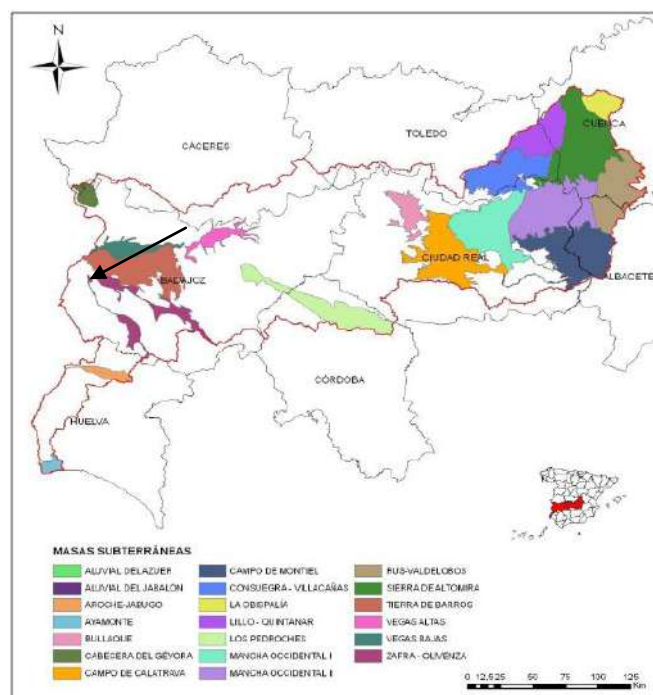 N
CÁCERES
TOLEDO
CUENCA
CIUDAD REAL
BADAJOZ
ALBACETE
CÓRDOBA
HUELVA
MASAS SUBTERRÁNEAS
ALUVIAL DEL AZUER
ALUVIAL DEL JABALÓN
AROCHE-JABUGO
AYAMONTE
BULLAQUE
CABECERA DEL GÉVORA
CAMPO DE CALATRAVA
CAMPO DE MONTIEL
CONSUEGRA - VILLACAÑAS
LA OBISPALÍA
LILLO - QUINTANAR
LOS PEDROCHES
MANCHA OCCIDENTAL I
MANCHA OCCIDENTAL II
RUS-VALDELOBOS
SIERRA DE ALTOMIRA
TIERRA DE BARROS
VEGAS ALTAS
VEGAS BAJAS
ZAFRA - OLIVENZA
0 12,525 50 75 100 125
Km